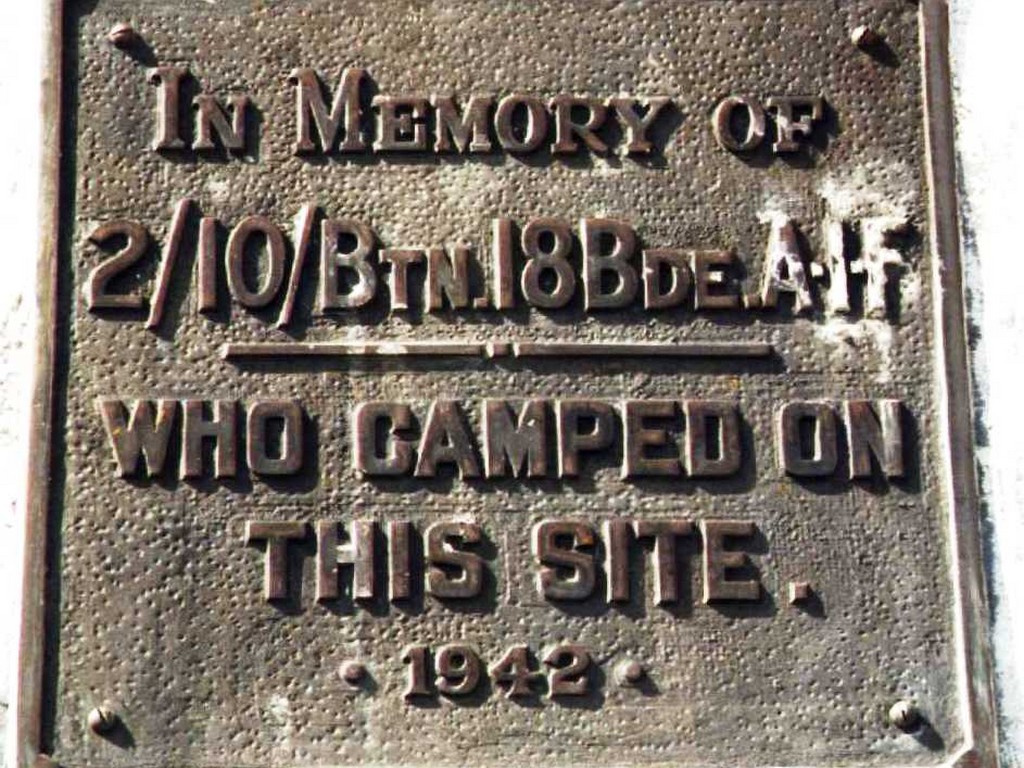 In Memory of
2/10/Btn. 18Bde. A.I.F
WHO CAMPED ON
THIS SITE.
· 1942 ·